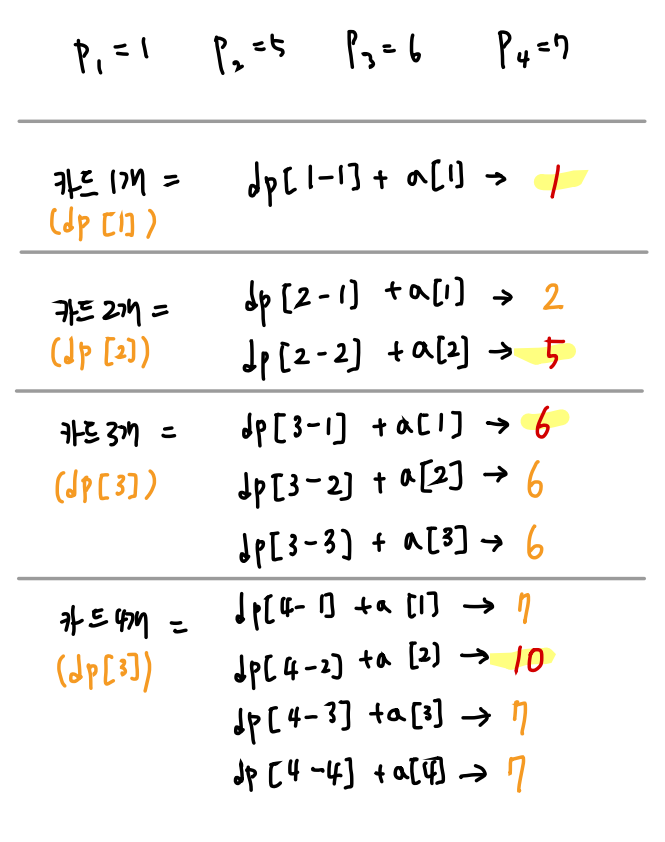 P₁=1 P₂=5 P₃=6 P₄=7
카드 1개 = dp[1-1] + a[1] → 1
(dp[1])
카드 2개 = dp[2-1] + a[1] → 2
(dp[2]) dp[2-2] + a[2] → 5
카드 3개 = dp[3-1] + a[1] → 6
(dp[3]) dp[3-2] + a[2] → 6
dp[3-3) + a[3] → 6
카드 4개 = dp[4-1] + a[1] → 7
(dp[3]) dp[4-2] + a[2] → 10
dp[4-3] + a[3] → 7
dp[4-4] + a[4] → 7